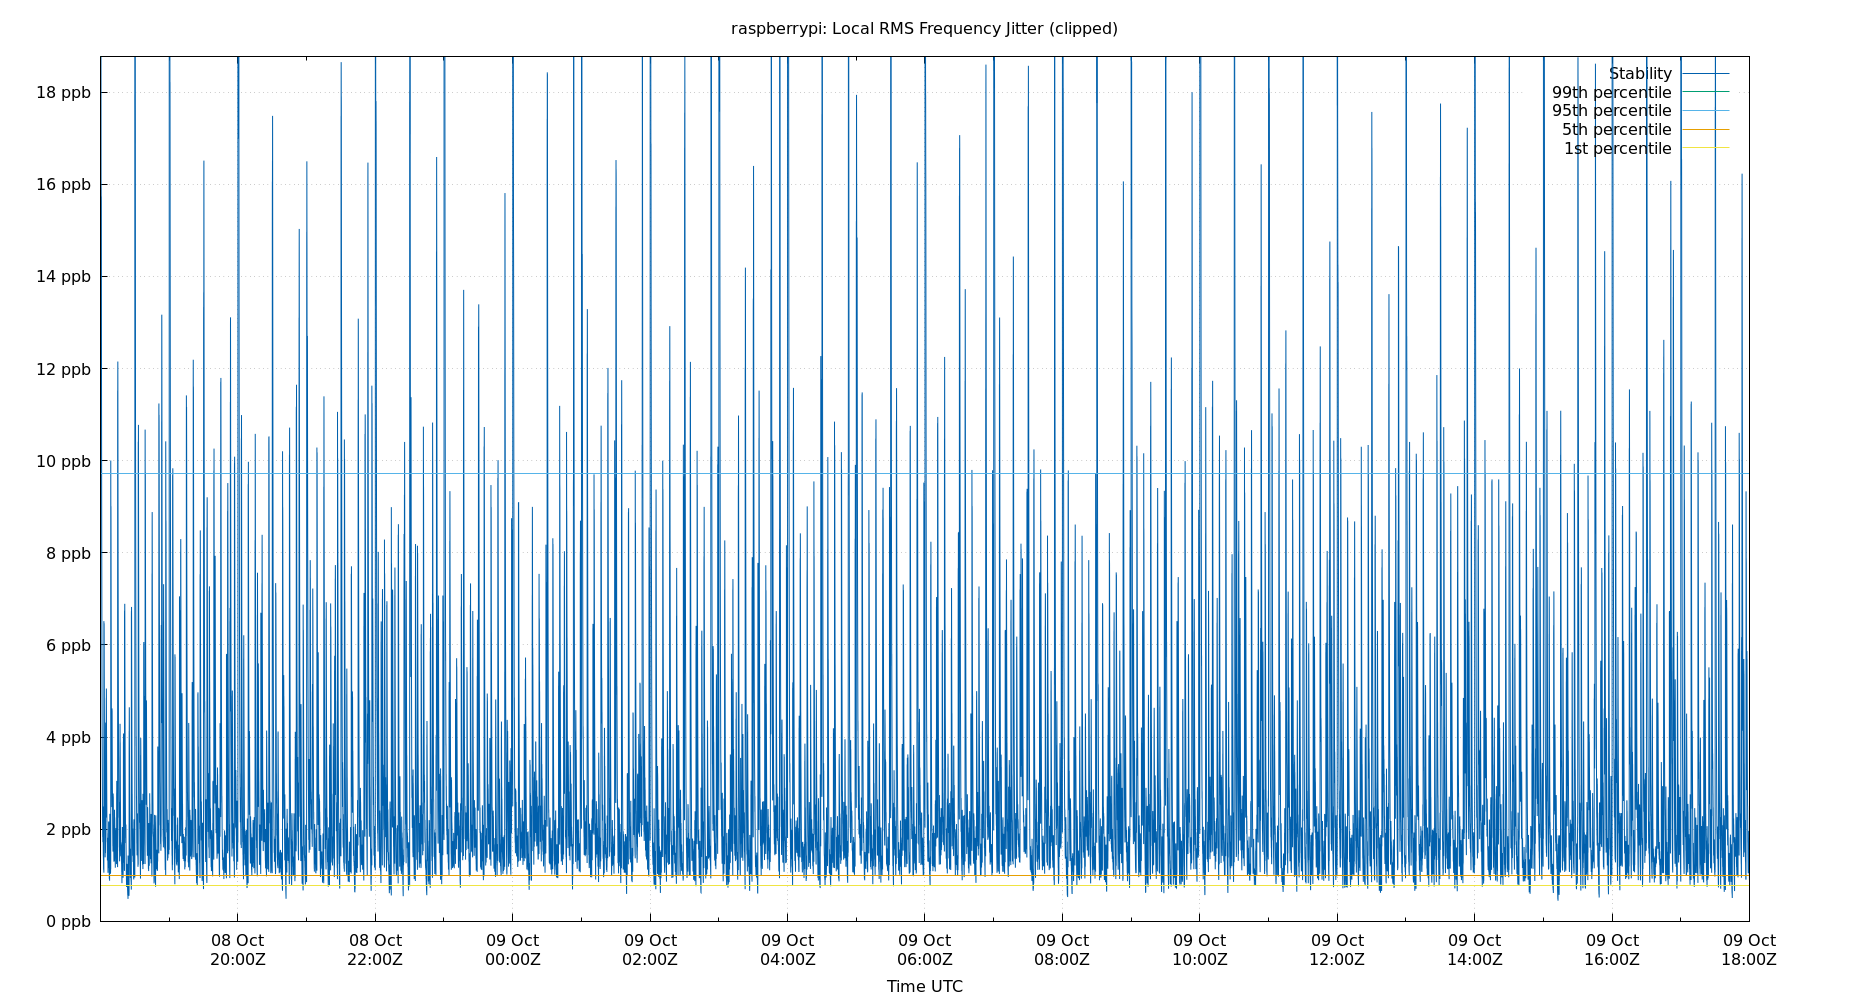 raspberrypi: Local RMS Frequency Jitter (clipped)
Stability
99th percentile
95th percentile
5th percentile
1st percentile
18 ppb
16 ppb
14 ppb
12 ppb
10 ppb
8 ppb
6 ppb
4 ppb
2 ppb
0 ppb
08 Oct 08 Oct 09 Oct 09 Oct 09 Oct 09 Oct 09 Oct 09 Oct 09 Oct 09 Oct 09 Oct 09 Oct
20:00Z 22:00Z 00:00Z 02:00Z 04:00Z 06:00Z 08:00Z 10:00Z 12:00Z 14:00Z 16:00Z 18:00Z
Time UTC